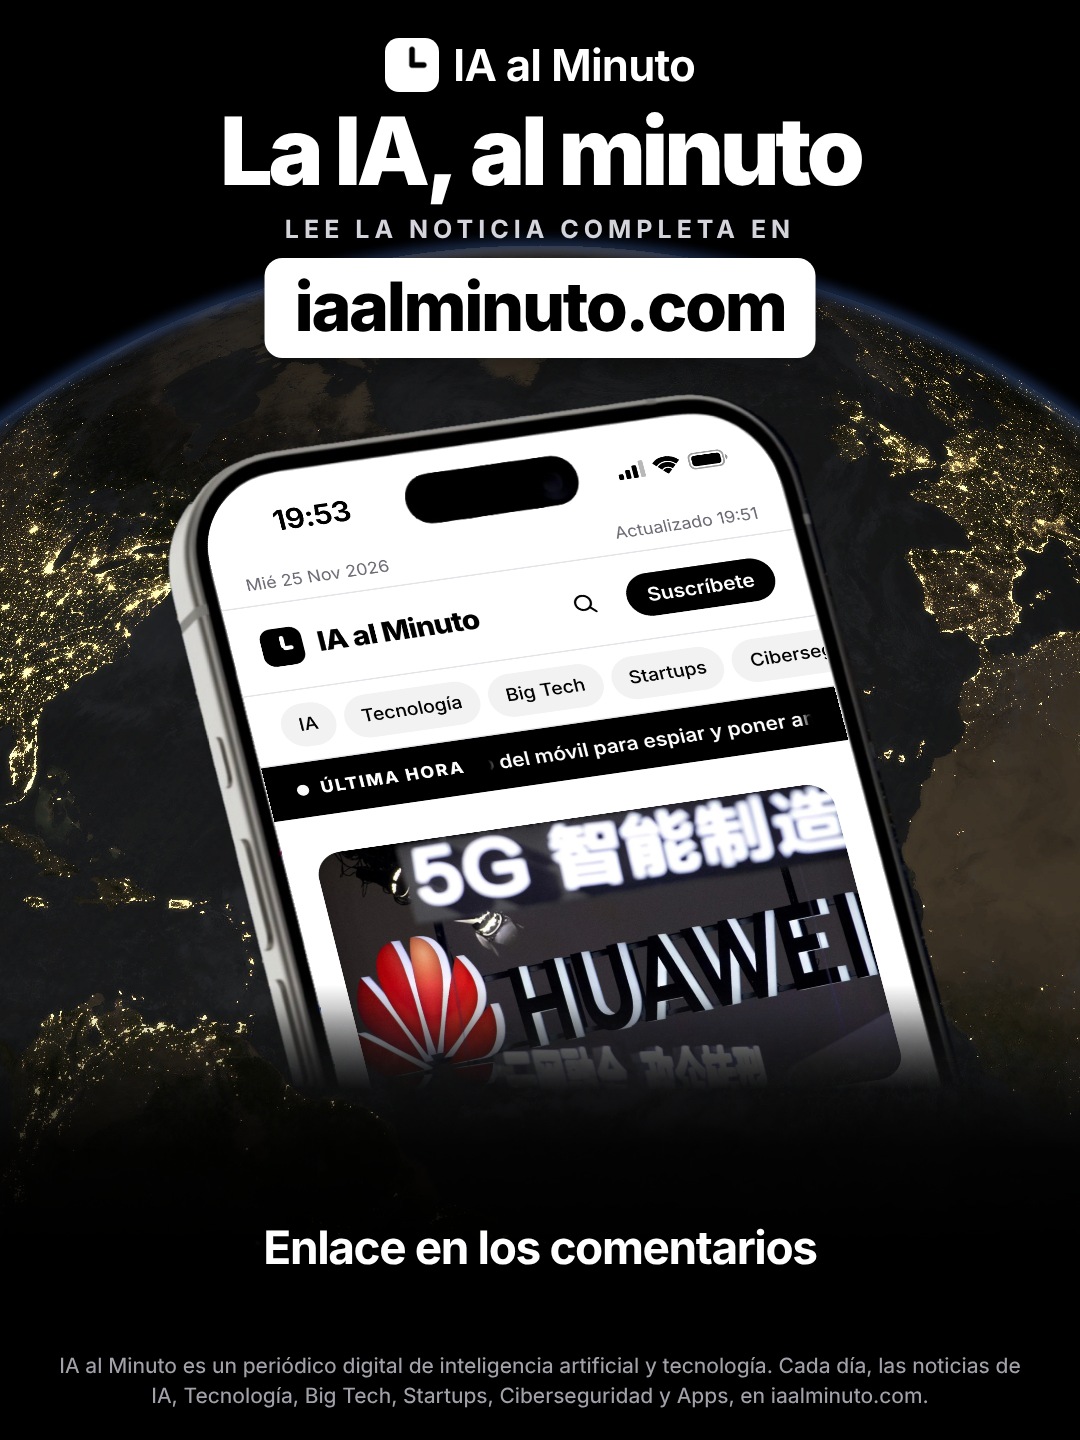 IA al Minuto
La IA, al minuto
LEE LA NOTICIA COMPLETA EN
iaalminuto.com
19:53
Mié 25 Nov 2026
Actualizado 19:51
IA al Minuto
Suscríbete
IA
Tecnología
Big Tech
Startups
ÚLTIMA HORA
del móvil para espiar y poner
5G 智能制造
HUAWEI
Enlace en los comentarios
IA al Minuto es un periódico digital de inteligencia artificial y tecnología. Cada día, las noticias de
IA, Tecnología, Big Tech, Startups, Ciberseguridad y Apps, en iaalminuto.com.